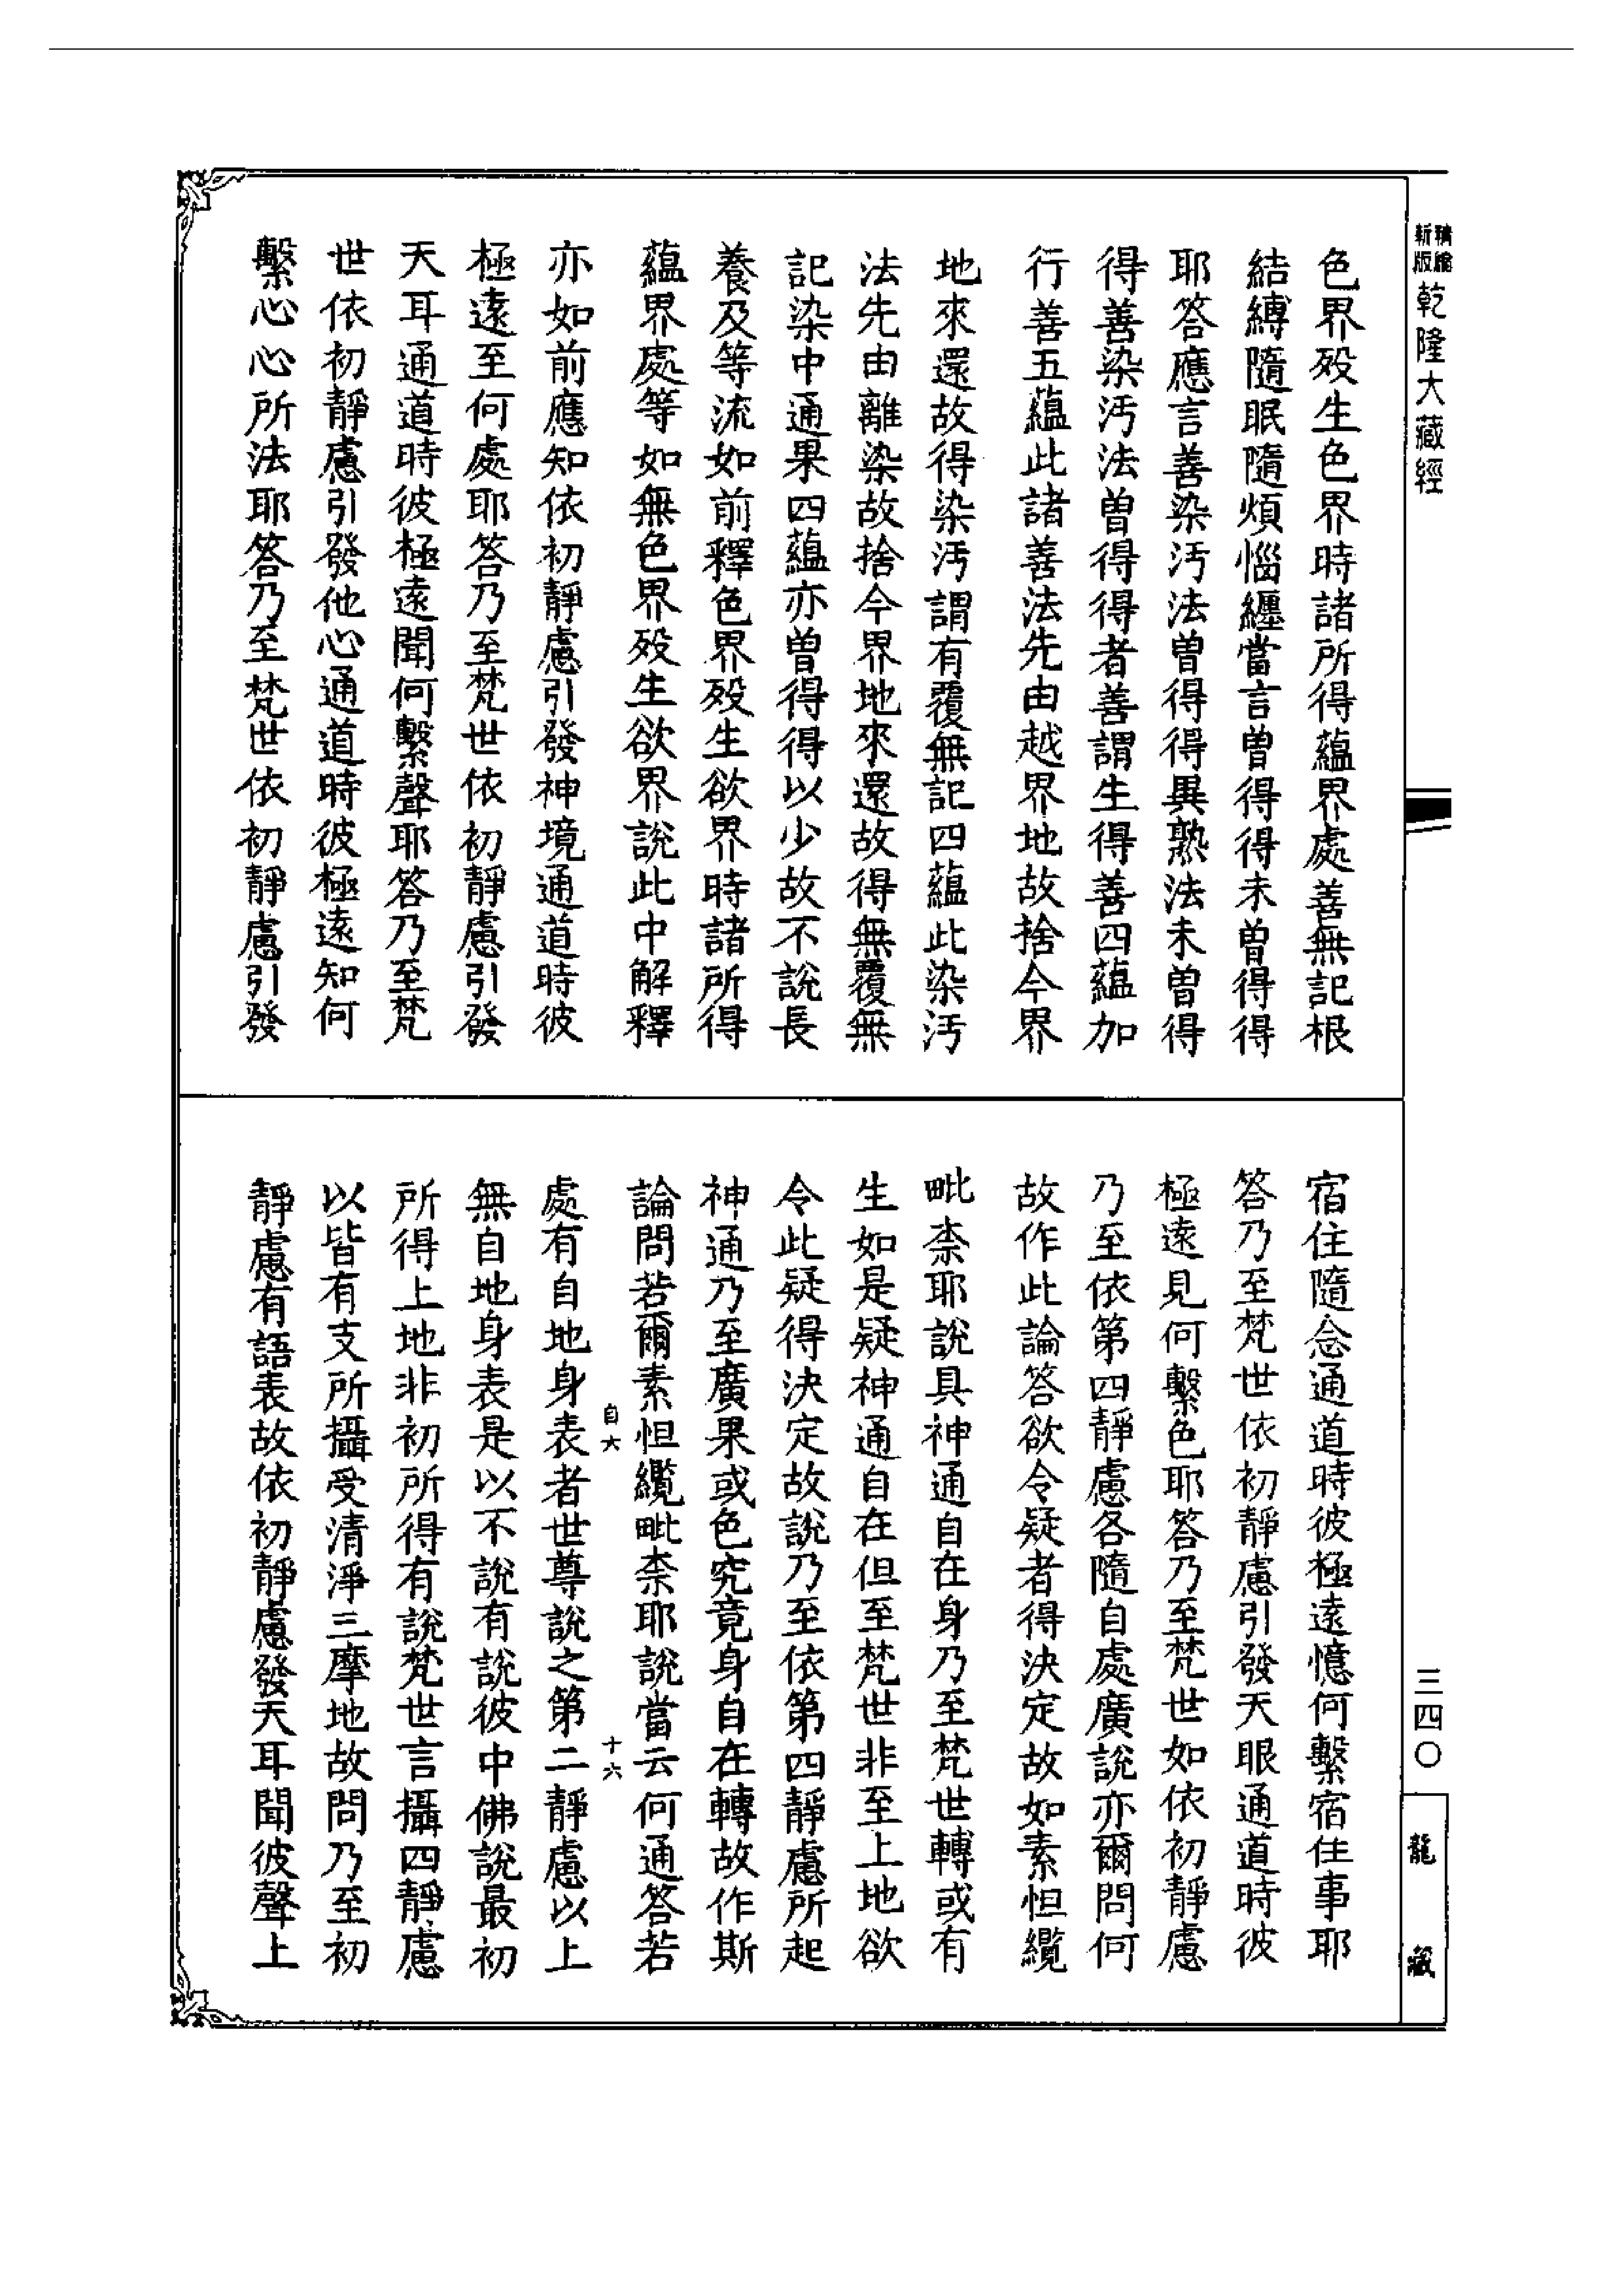 精縮新版乾隆大藏經
色界歿生色界時諸所得蘊界處善無記根
結縛隨眠隨煩惱纏當言曾得得未曾得得
耶答應言善染污法曾得得異熟法未曾得
得善染污法曾得得者善謂生得善四蘊加
行善五蘊此諸善法先由越界地故捨今界
地來還故得染污謂有覆無記四蘊此染污
法先由離染故捨今界地來還故得無覆無
記染中通果四蘊亦曾得得以少故不說長
養及等流如前釋色界歿生欲界時諸所得
蘊界處等如無色界歿生欲界說此中解釋
亦如前應知依初靜慮引發神境通道時彼
極遠至何處耶答乃至梵世依初靜慮引發
天耳通道時彼極遠聞何繫聲耶答乃至梵
世依初靜慮引發他心通道時彼極遠知何
繫心心所法耶答乃至梵世依初靜慮引發
宿住隨念通道時彼極遠憶何繫宿住事耶
答乃至梵世依初靜慮引發天眼通道時彼
極遠見何繫色耶答乃至梵世如依初靜慮
乃至依第四靜慮各隨自處廣說亦爾問何
故作此論答欲令疑者得決定故如素怛纜
毗柰耶說具神通自在身乃至梵世轉或有
生如是疑神通自在但至梵世非至上地欲
令此疑得決定故說乃至依第四靜慮所起
神通乃至廣果或色究竟身自在轉故作斯
論問若爾素怛纜毗柰耶說當云何通答若
自六 十六
處有自地身表者世尊說之第二靜慮以上
無自地身表是以不說有說彼中佛說最初
所得上地非初所得有說梵世言攝四靜慮
以皆有支所攝受清淨三摩地故問乃至初
靜慮有語表故依初靜慮發天耳聞彼聲上
三四〇
龍藏